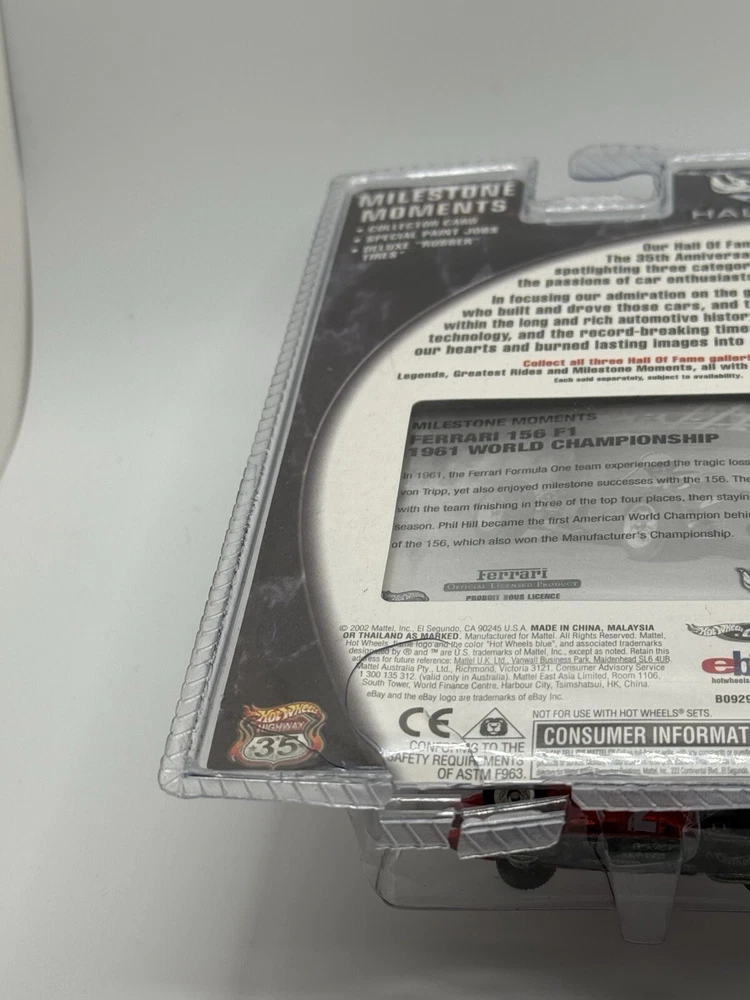 MILESTONE
MOMENTS
• COLLECTOR CARD
• SPECIAL PAINT JOBS
• DELUXE "RUBBER"
TIRES
HAL
Our Hall Of Fam
The 35th Anniversa
spotlighting three categor
the passions of car enthusiasts
In focusing our admiration on the g
who built and drove those cars, and t
within the long and rich automotive histor
technology, and the record-breaking time
our hearts and burned lasting images into
Collect all three Hall Of Fame galleri
Legends, Greatest Rides and Milestone Moments, all with
Each sold separately, subject to availability.
MILESTONE MOMENTS
FERRARI 156 F1
1961 WORLD CHAMPIONSHIP
In 1961, the Ferrari Formula One team experienced the tragic loss
von Tripp, yet also enjoyed milestone successes with the 156. The
with the team finishing in three of the top four places, then stayin
season. Phil Hill became the first American World Champion behi
of the 156, which also won the Manufacturer's Championship.
Ferrari
OFFICIAL LICENSED PRODUCT
PRODUIT SOUS LICENCE
© 2002 Mattel, Inc., El Segundo, CA 90245 U.S.A. MADE IN CHINA, MALAYSIA
OR THAILAND AS MARKED. Manufactured for Mattel. All Rights Reserved. Mattel,
Hot Wheels, flame logo and the color "Hot Wheels blue", and associated trademarks
designated by ® and ™ are U.S. trademarks of Mattel, Inc., except as noted. Retain this
address for future reference: Mattel U.K. Ltd., Vanwall Business Park, Maidenhead SL6 4UB.
Mattel Australia Pty., Ltd., Richmond, Victoria 3121. Consumer Advisory Service
1 300 135 312. (valid only in Australia). Mattel East Asia Limited, Room 1106,
South Tower, World Finance Centre, Harbour City, Tsimshatsui, HK, China.
eBay and the eBay logo are trademarks of eBay Inc.
Hot Wheels
eb
hotwheels
B0929
Hot Wheels
HIGHWAY
35
CE
CONFORMS TO THE
SAFETY REQUIREMENTS
OF ASTM F963.
NOT FOR USE WITH HOT WHEELS® SETS.
CONSUMER INFORMAT
2